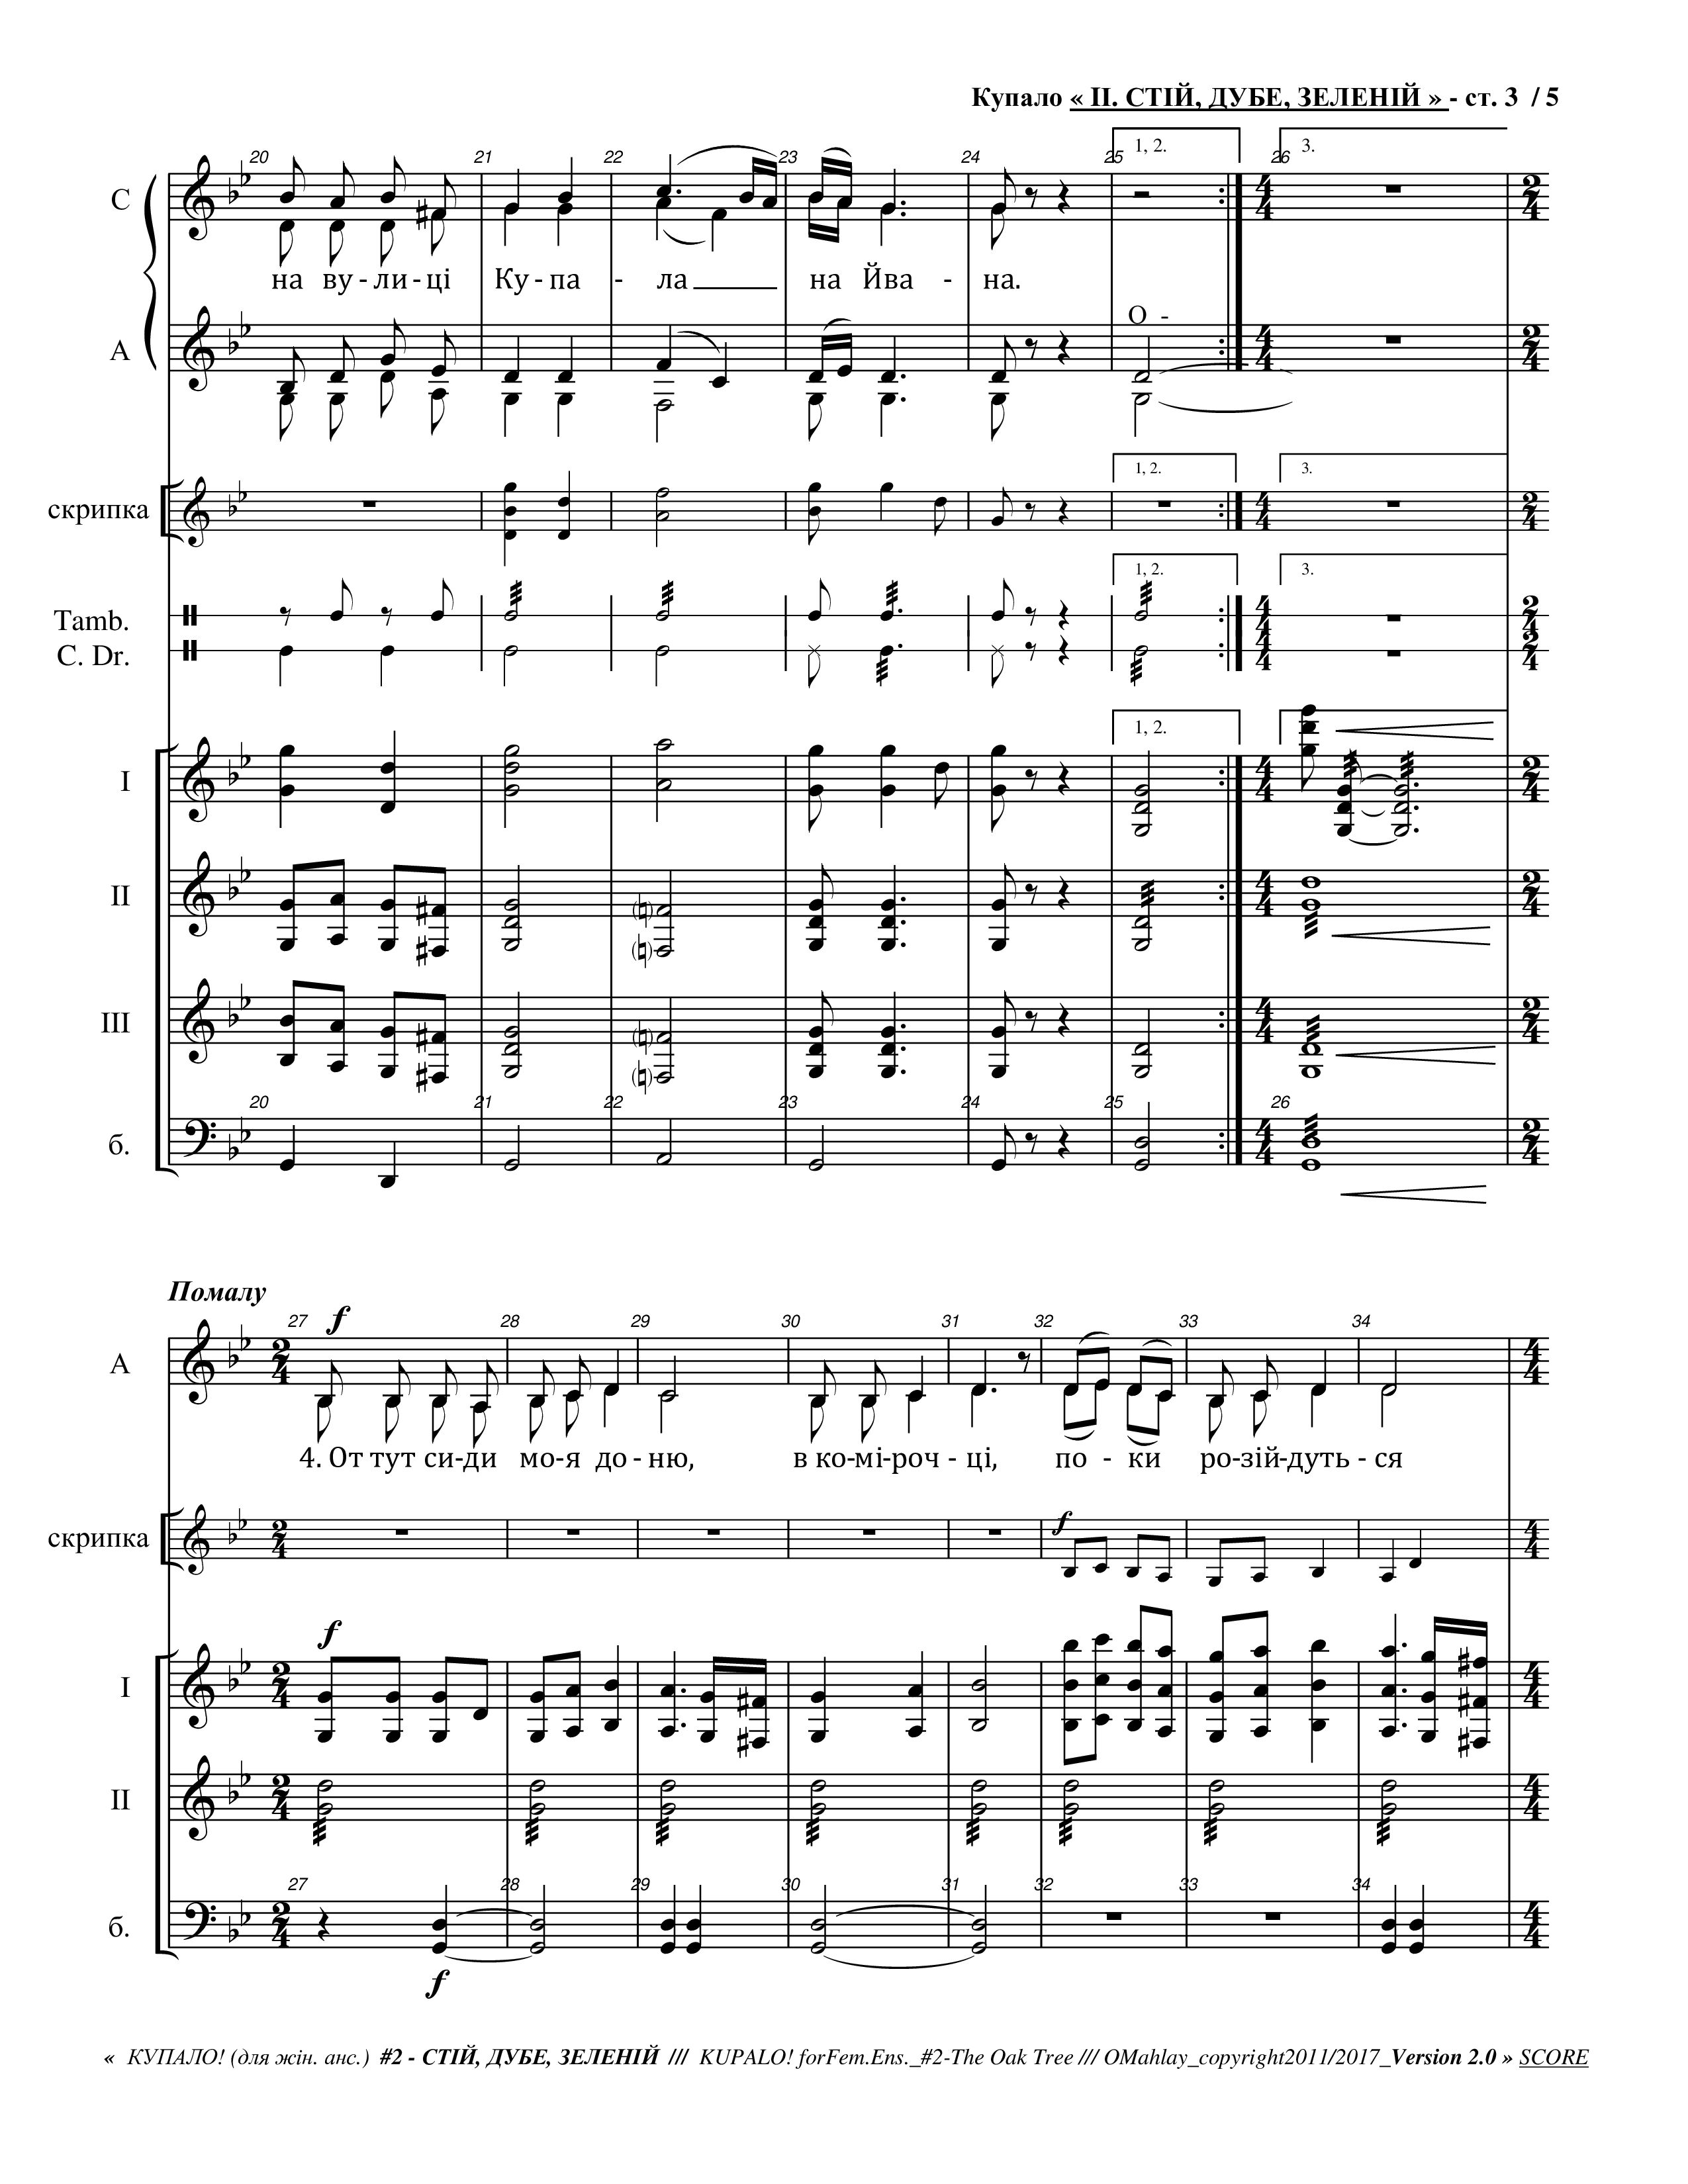 Купало « ІІ. СТІЙ, ДУБЕ, ЗЕЛЕНІЙ » - ст. 3 / 5
20 21 22 23 24 25 26
1, 2. 3.
С
на ву - ли - ці Ку - па - ла на Йва - на.
О -
А
1, 2. 3.
скрипка
1, 2. 3.
Tamb.
C. Dr.
1, 2.
I
II
III
20 21 22 23 24 25 26
б.
Помалу
f
27 28 29 30 31 32 33 34
А
4. От тут си-ди мо-я до - ню, в ко-мі-роч - ці, по - ки ро-зій-дуть - ся
f
скрипка
f
I
II
27 28 29 30 31 32 33 34
б.
f
« КУПАЛО! (для жін. анс.) #2 - СТІЙ, ДУБЕ, ЗЕЛЕНІЙ /// KUPALO! forFem.Ens._#2-The Oak Tree /// OMahlay_copyright2011/2017_Version 2.0 » SCORE